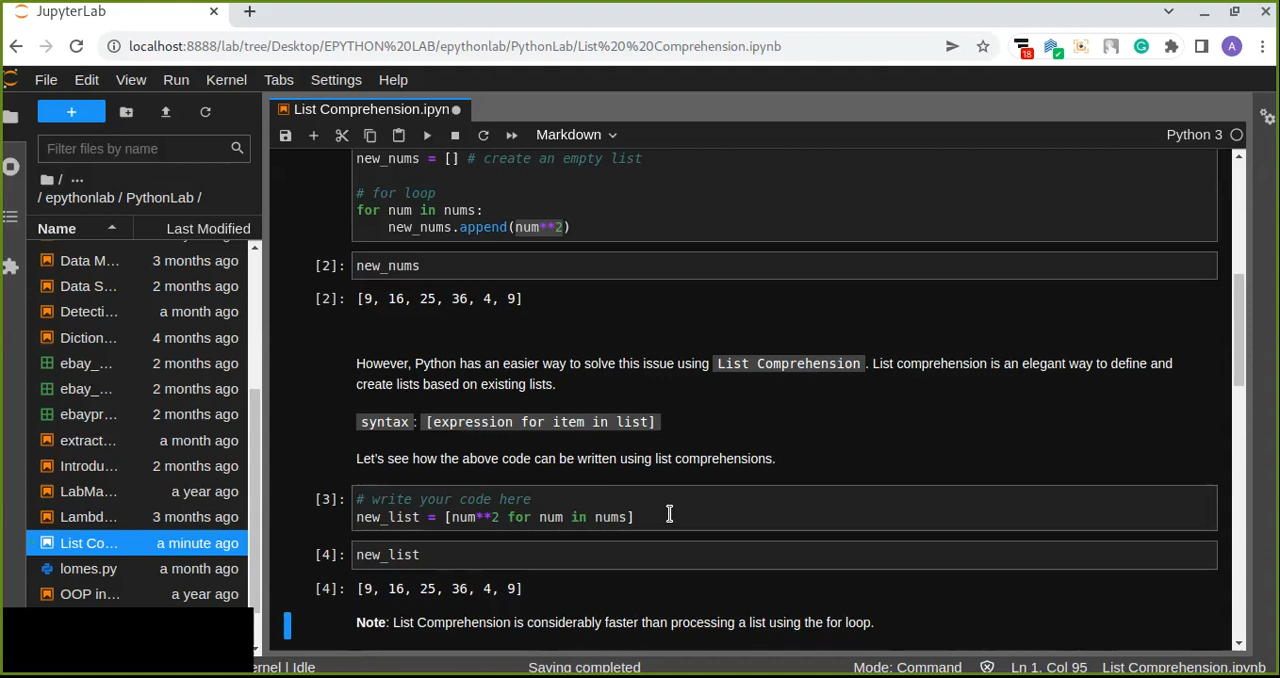 JupyterLab
localhost:8888/lab/tree/Desktop/EPYTHON%20LAB/epythonlab/PythonLab/List%20%20Comprehension.ipynb
18
A
File Edit View Run Kernel Tabs Settings Help
List Comprehension.ipyn
Filter files by name
Markdown
Python 3
/ ...
/ epythonlab / PythonLab /
Name Last Modified
Data M... 3 months ago
Data S... 2 months ago
Detecti... a month ago
Diction... 4 months ago
ebay_... 2 months ago
ebay_... 2 months ago
ebaypr... 2 months ago
extract... a month ago
Introdu... 2 months ago
LabMa... a year ago
Lambd... 3 months ago
List Co... a minute ago
lomes.py a month ago
OOP in... a year ago
new_nums = [] # create an empty list
# for loop
for num in nums:
new_nums.append(num**2)
[2]: new_nums
[2]: [9, 16, 25, 36, 4, 9]
However, Python has an easier way to solve this issue using List Comprehension. List comprehension is an elegant way to define and
create lists based on existing lists.
syntax: [expression for item in list]
Let's see how the above code can be written using list comprehensions.
[3]: # write your code here
new_list = [num**2 for num in nums]
[4]: new_list
[4]: [9, 16, 25, 36, 4, 9]
Note: List Comprehension is considerably faster than processing a list using the for loop.
ernel | Idle Saving completed Mode: Command Ln 1, Col 95 List Comprehension.ipynb